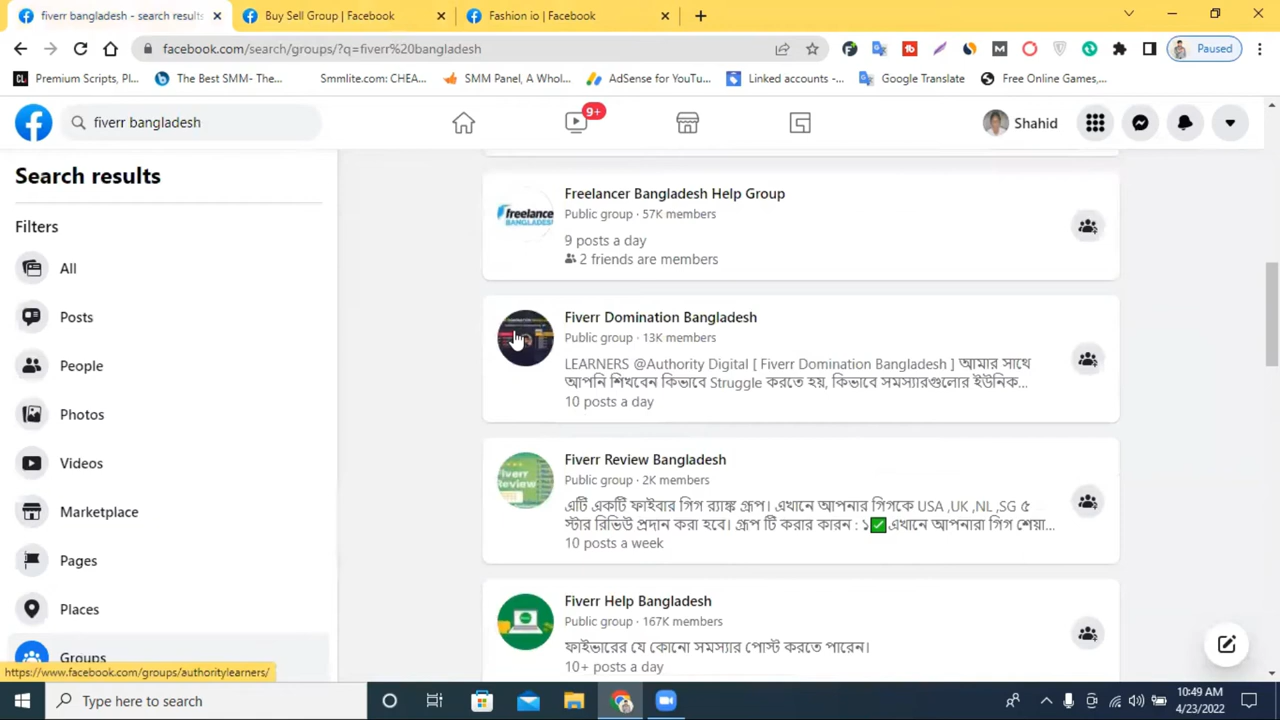 fiverr bangladesh - search results
Buy Sell Group | Facebook
Fashion io | Facebook
facebook.com/search/groups/?q=fiverr%20bangladesh
Paused
Premium Scripts, Pl...
The Best SMM- The...
Smmlite.com: CHEA...
SMM Panel, A Whol...
AdSense for YouTu...
Linked accounts -...
Google Translate
Free Online Games,...
fiverr bangladesh
9+
Shahid
Search results
Filters
All
Posts
People
Photos
Videos
Marketplace
Pages
Places
Groups
Freelancer Bangladesh Help Group
Public group · 57K members
9 posts a day
2 friends are members
Fiverr Domination Bangladesh
Public group · 13K members
LEARNERS @Authority Digital [ Fiverr Domination Bangladesh ] আমার সাথে
আপনি শিখবেন কিভাবে Struggle করতে হয়, কিভাবে সমস্যারগুলোর ইউনিক...
10 posts a day
Fiverr Review Bangladesh
Public group · 2K members
এটি একটি ফাইবার গিগ র‍্যাঙ্ক গ্রূপ। এখানে আপনার গিগকে USA ,UK ,NL ,SG ৫
স্টার রিভিউ প্রদান করা হবে। গ্রূপ টি করার কারন : ১✅এখানে আপনারা গিগ শেয়া...
10 posts a week
Fiverr Help Bangladesh
Public group · 167K members
ফাইভারের যে কোনো সমস্যার পোস্ট করতে পারেন।
10+ posts a day
freelance
BANGLADESH
Fiverr
Review
https://www.facebook.com/groups/authoritylearners/
Type here to search
10:49 AM
4/23/2022